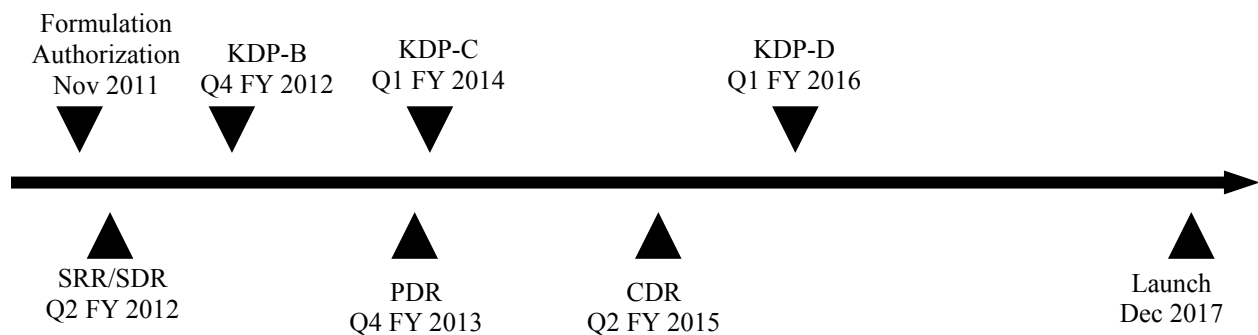 Formulation
Authorization
Nov 2011
KDP-B
Q4 FY 2012
KDP-C
Q1 FY 2014
KDP-D
Q1 FY 2016
SRR/SDR
Q2 FY 2012
PDR
Q4 FY 2013
CDR
Q2 FY 2015
Launch
Dec 2017